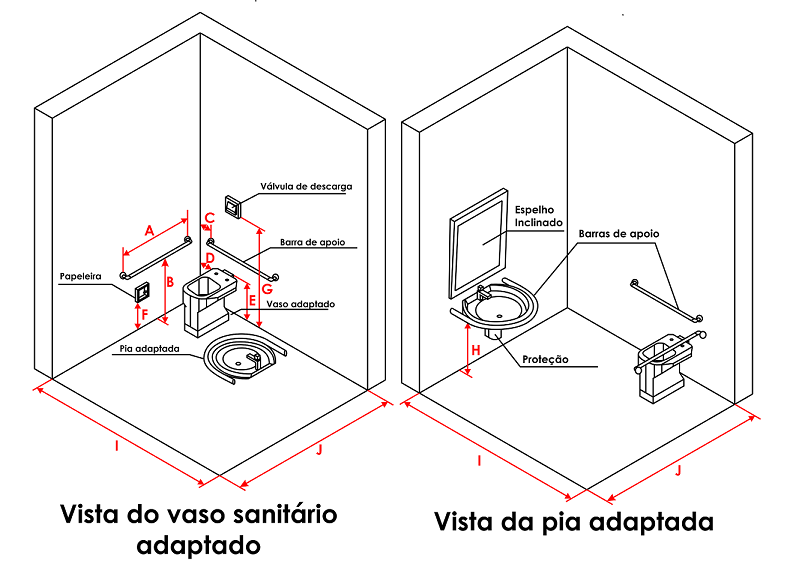 Válvula de descarga
A
C
Barra de apoio
D
B
Papeleira
G
E
F
Vaso adaptado
Pia adaptada
I
J
Vista do vaso sanitário
adaptado
Espelho
Inclinado
Barras de apoio
H
Proteção
I
J
Vista da pia adaptada